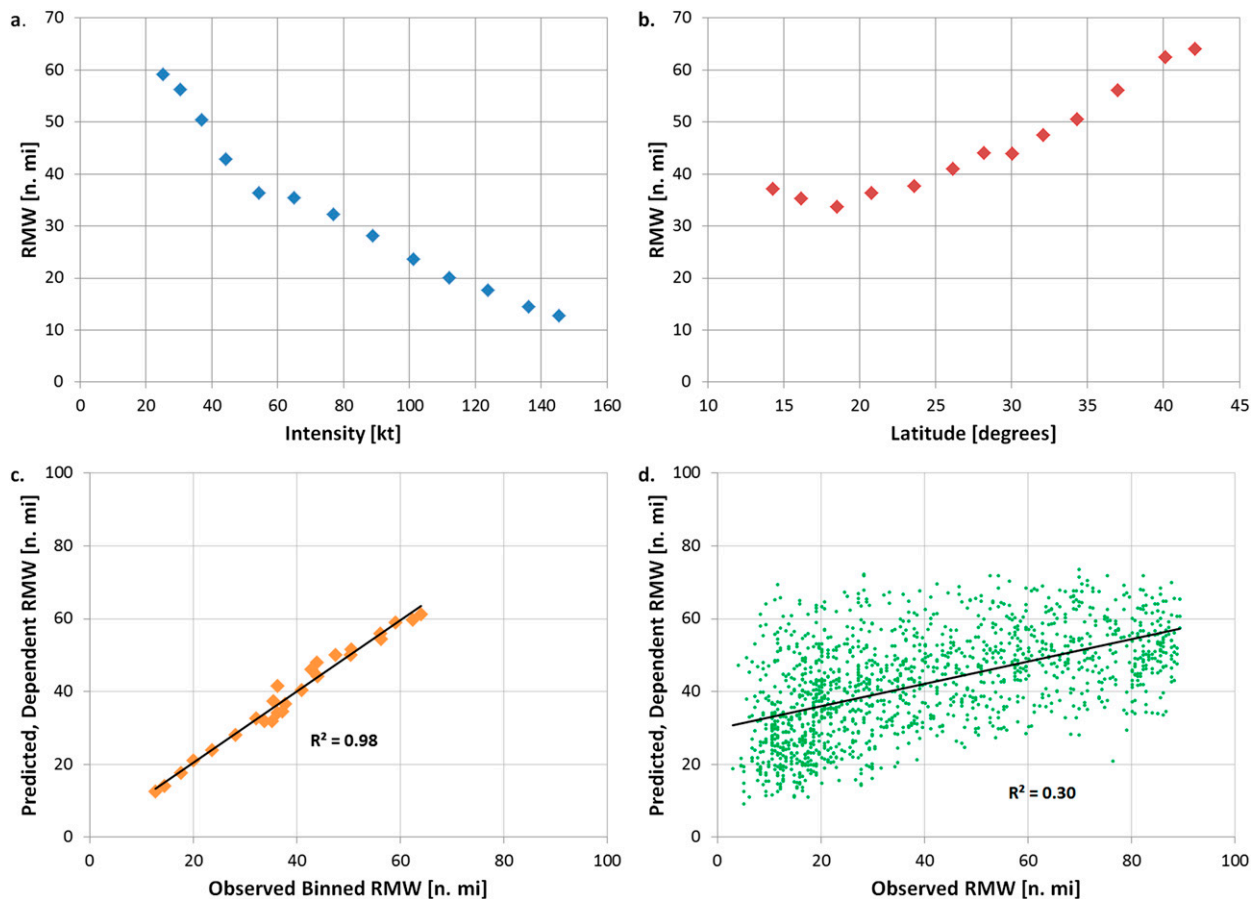 a.
70
60
50
40
30
20
10
0
RMW [n. mi]
0 20 40 60 80 100 120 140 160
Intensity [kt]
b.
70
60
50
40
30
20
10
0
RMW [n. mi]
10 15 20 25 30 35 40 45
Latitude [degrees]
c.
100
80
60
40
20
0
Predicted, Dependent RMW [n. mi]
R² = 0.98
0 20 40 60 80 100
Observed Binned RMW [n. mi]
d.
100
80
60
40
20
0
Predicted, Dependent RMW [n. mi]
R² = 0.30
0 20 40 60 80 100
Observed RMW [n. mi]